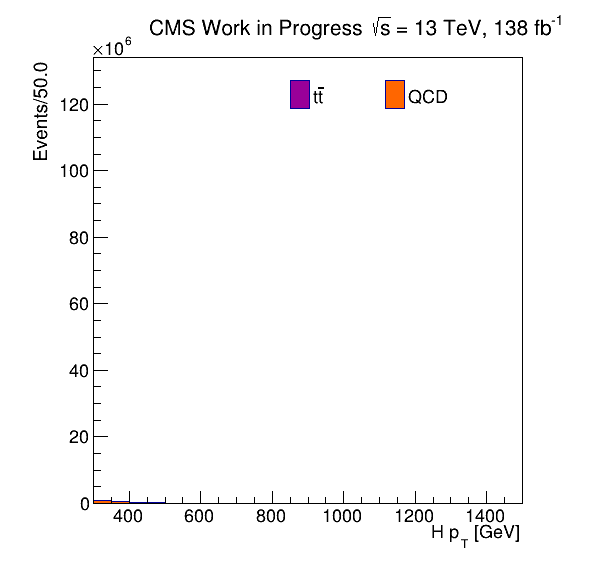 CMS Work in Progress √s = 13 TeV, 138 fb⁻¹
×10⁶
Events/50.0
tt̄
QCD
120
100
80
60
40
20
0
400 600 800 1000 1200 1400
H p_T [GeV]